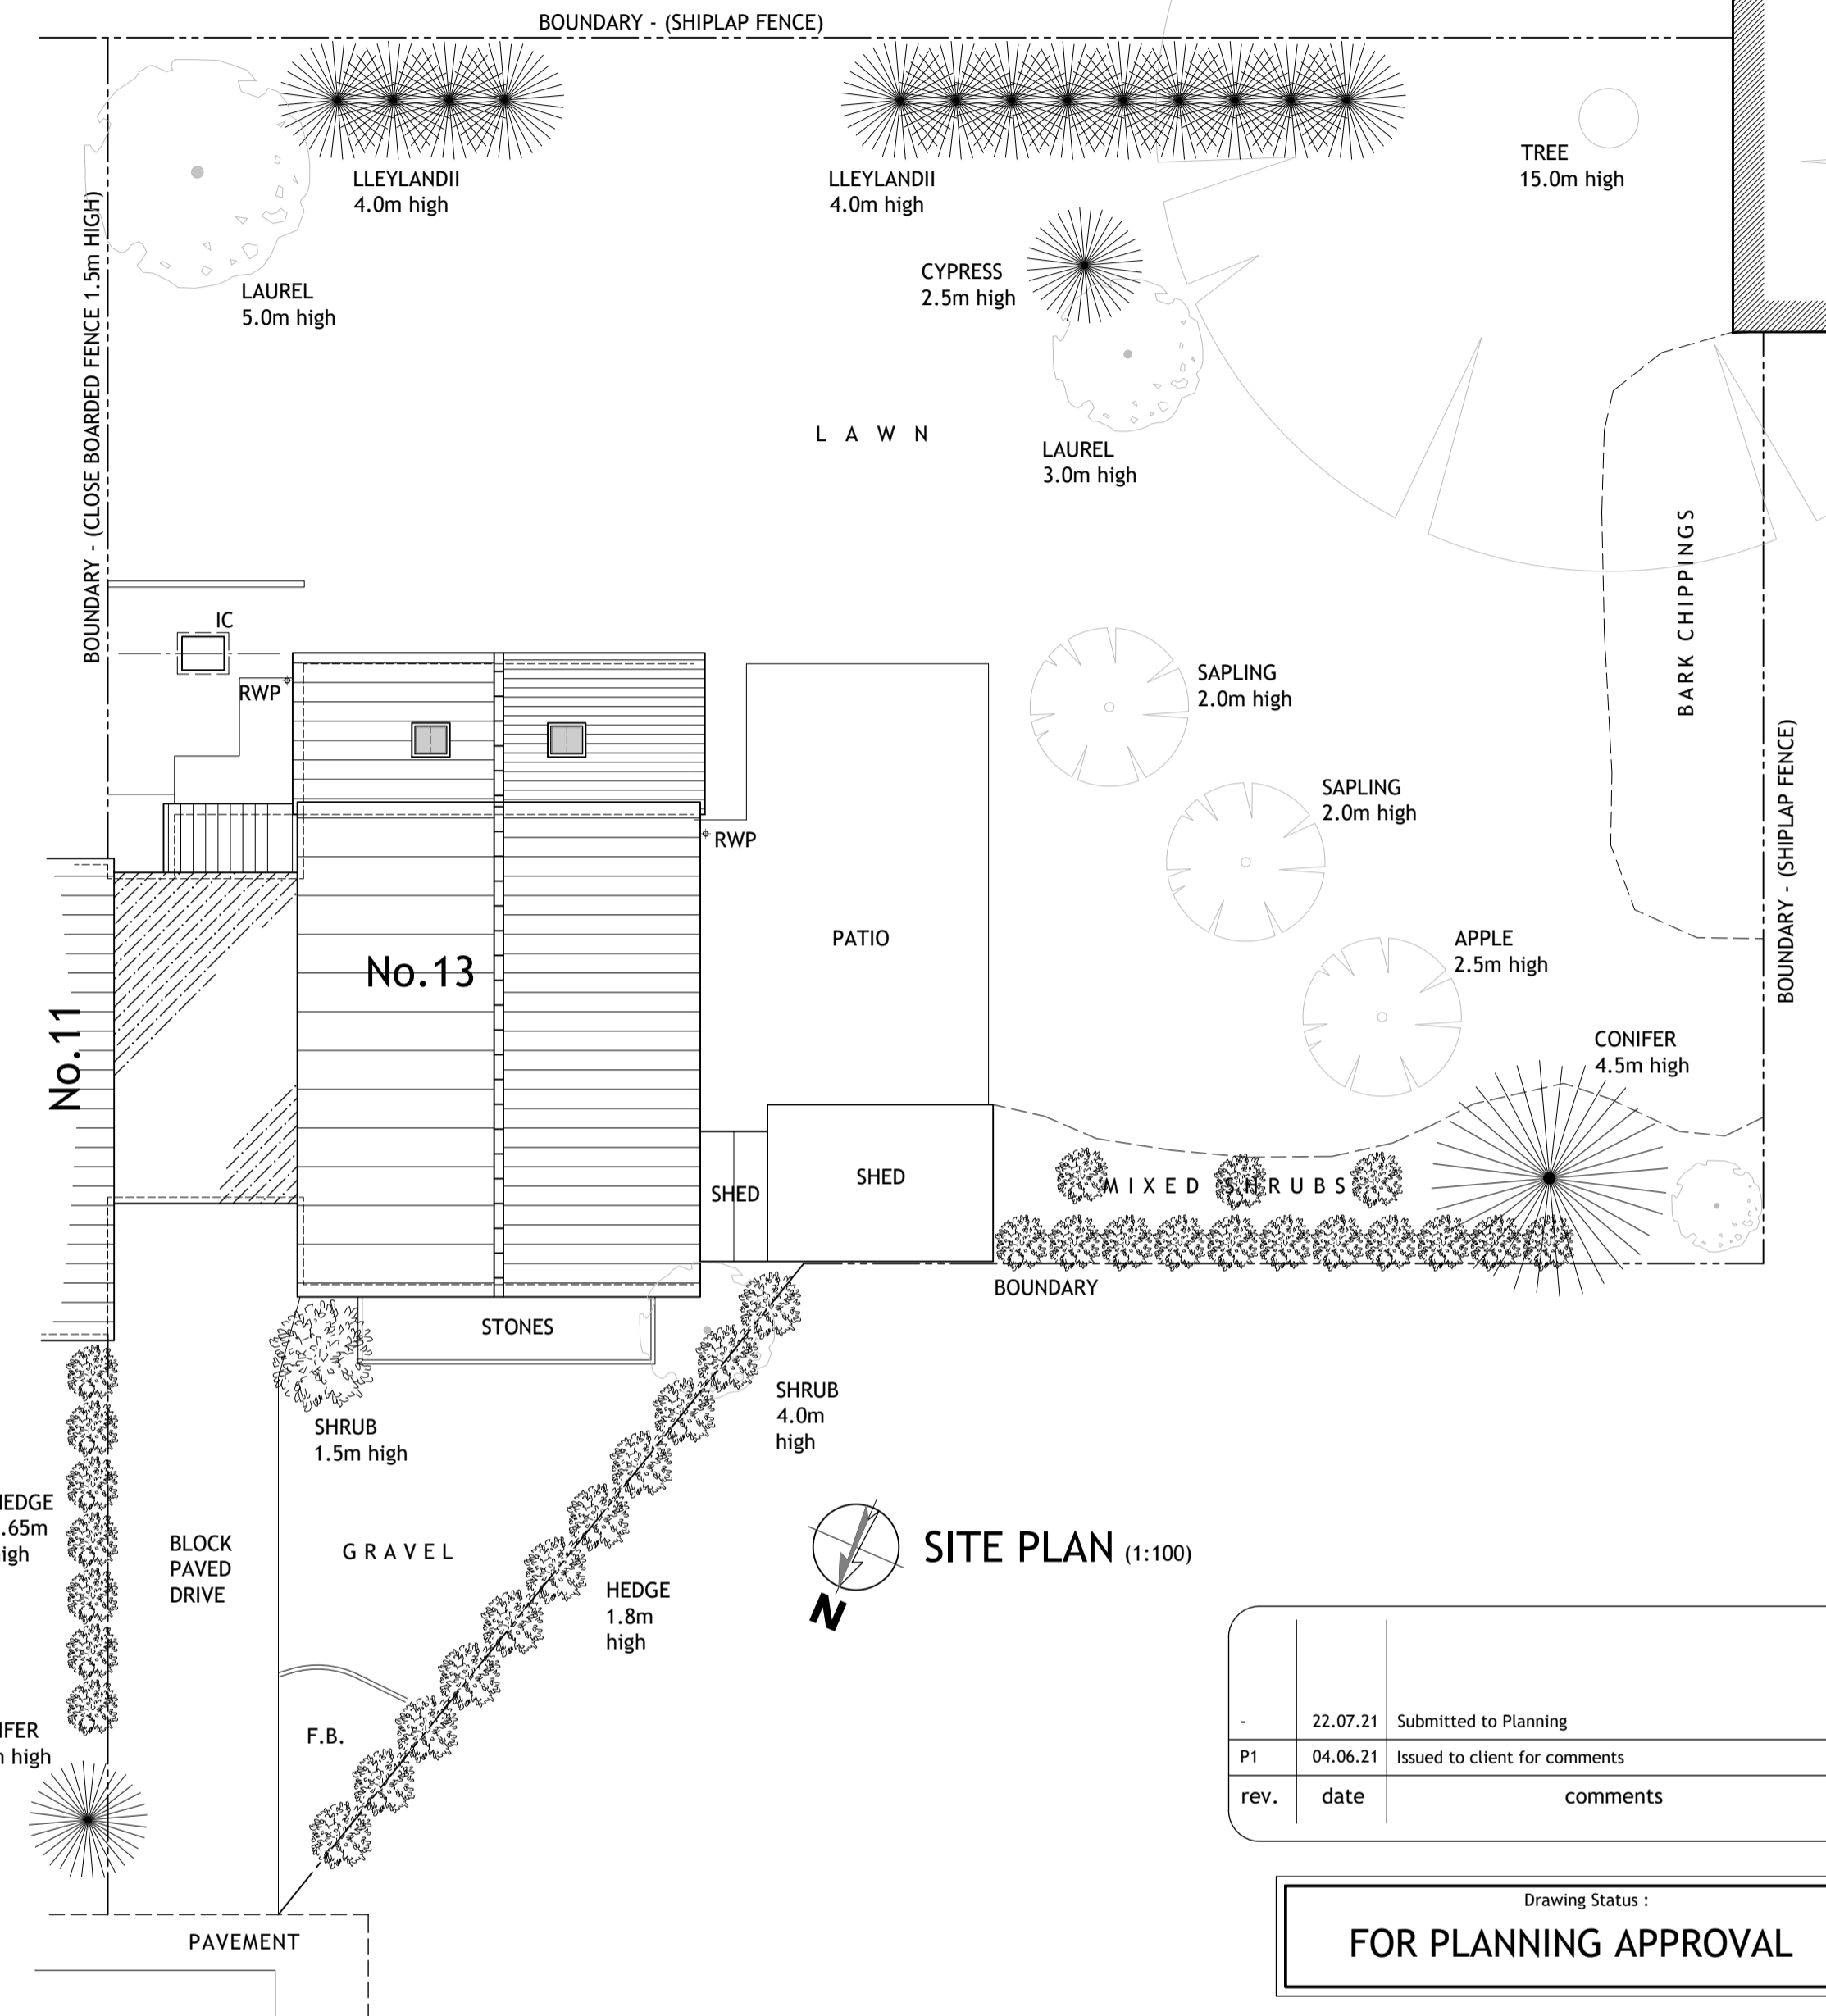 BOUNDARY - (SHIPLAP FENCE)
LLEYLANDII
4.0m high
LLEYLANDII
4.0m high
TREE
15.0m high
BOUNDARY - (CLOSE BOARDED FENCE 1.5m HIGH)
LAUREL
5.0m high
CYPRESS
2.5m high
LAWN
LAUREL
3.0m high
BARK CHIPPINGS
IC
RWP
SAPLING
2.0m high
BOUNDARY - (SHIPLAP FENCE)
SAPLING
2.0m high
RWP
PATIO
APPLE
2.5m high
No.13
No.11
CONIFER
4.5m high
SHED
SHED
MIXED SHRUBS
BOUNDARY
STONES
SHRUB
4.0m
high
SHRUB
1.5m high
.65m
BLOCK
PAVED
DRIVE
GRAVEL
N
SITE PLAN (1:100)
HEDGE
1.8m
high
F.B.
high
PAVEMENT
- 22.07.21 Submitted to Planning
P1 04.06.21 Issued to client for comments
rev. date comments
Drawing Status :
FOR PLANNING APPROVAL